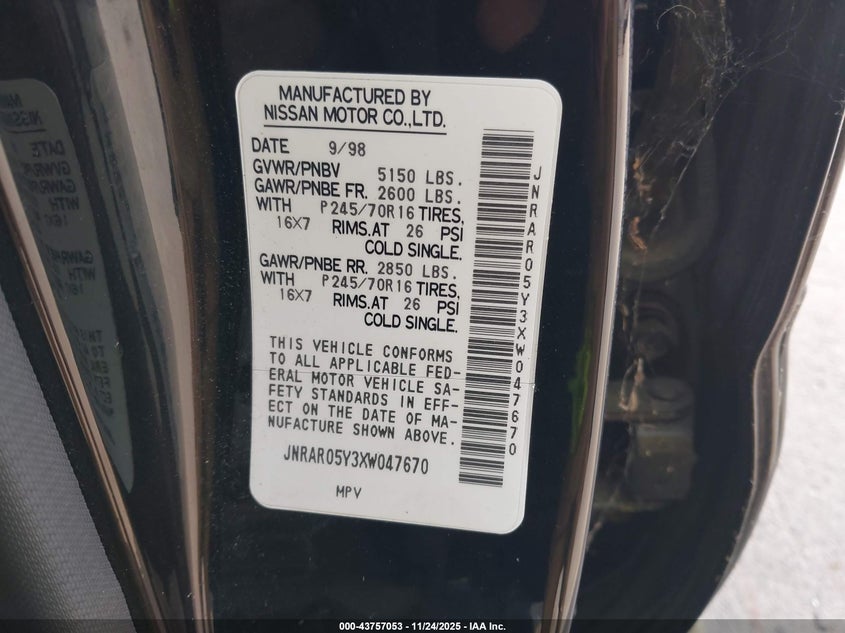 MANUFACTURED BY
NISSAN MOTOR CO.,LTD.
DATE 9/98
GVWR/PNBV 5150 LBS.
GAWR/PNBE FR. 2600 LBS.
WITH P245/70R16 TIRES,
16X7 RIMS.AT 26 PSI
COLD SINGLE.
GAWR/PNBE RR. 2850 LBS.
WITH P245/70R16 TIRES,
16X7 RIMS.AT 26 PSI
COLD SINGLE.
THIS VEHICLE CONFORMS
TO ALL APPLICABLE FED-
ERAL MOTOR VEHICLE SA-
FETY STANDARDS IN EFF-
ECT ON THE DATE OF MA-
NUFACTURE SHOWN ABOVE.
JNRAR05Y3XW047670
MPV
JNRAR05Y3XW047670
000-43757053 - 11/24/2025 - IAA Inc.